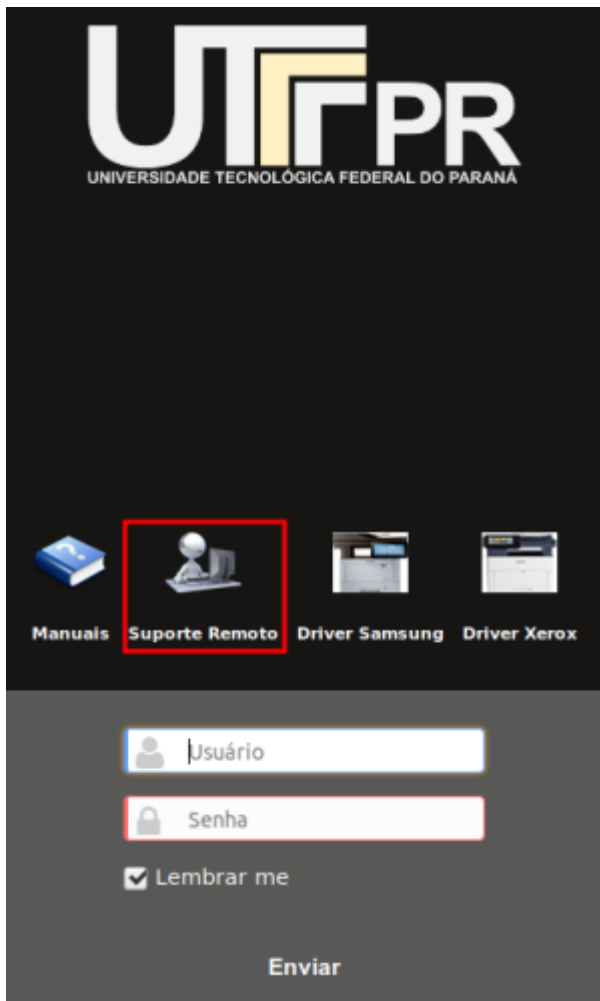 UTFPR
UNIVERSIDADE TECNOLÓGICA FEDERAL DO PARANÁ
?
Manuais Suporte Remoto Driver Samsung Driver Xerox
Usuário
Senha
Lembrar me
Enviar